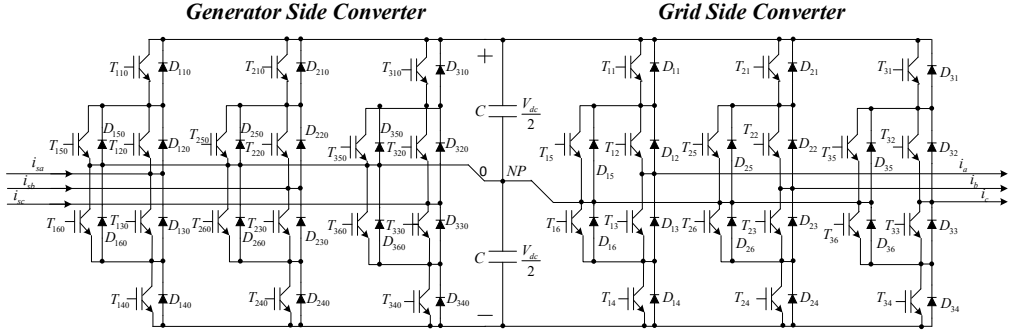 Generator Side Converter Grid Side Converter
T110 D110 T210 D210 T310 D310 + T11 D11 T21 D21 T31 D31
C Vdc/2 C Vdc/2
T150 D150 T120 D120 T250 D250 T220 D220 T350 D350 T320 D320 T15 D15 T12 D12 T25 D25 T22 D22 T35 D35 T32 D32
isa 0 NP ia
isb ib
isc ic
T160 D160 T130 D130 T260 D260 T230 D230 T360 D360 T330 D330 T16 D16 T13 D13 T26 D26 T23 D23 T36 D36 T33 D33
T140 D140 T240 D240 T340 D340 − T14 D14 T24 D24 T34 D34